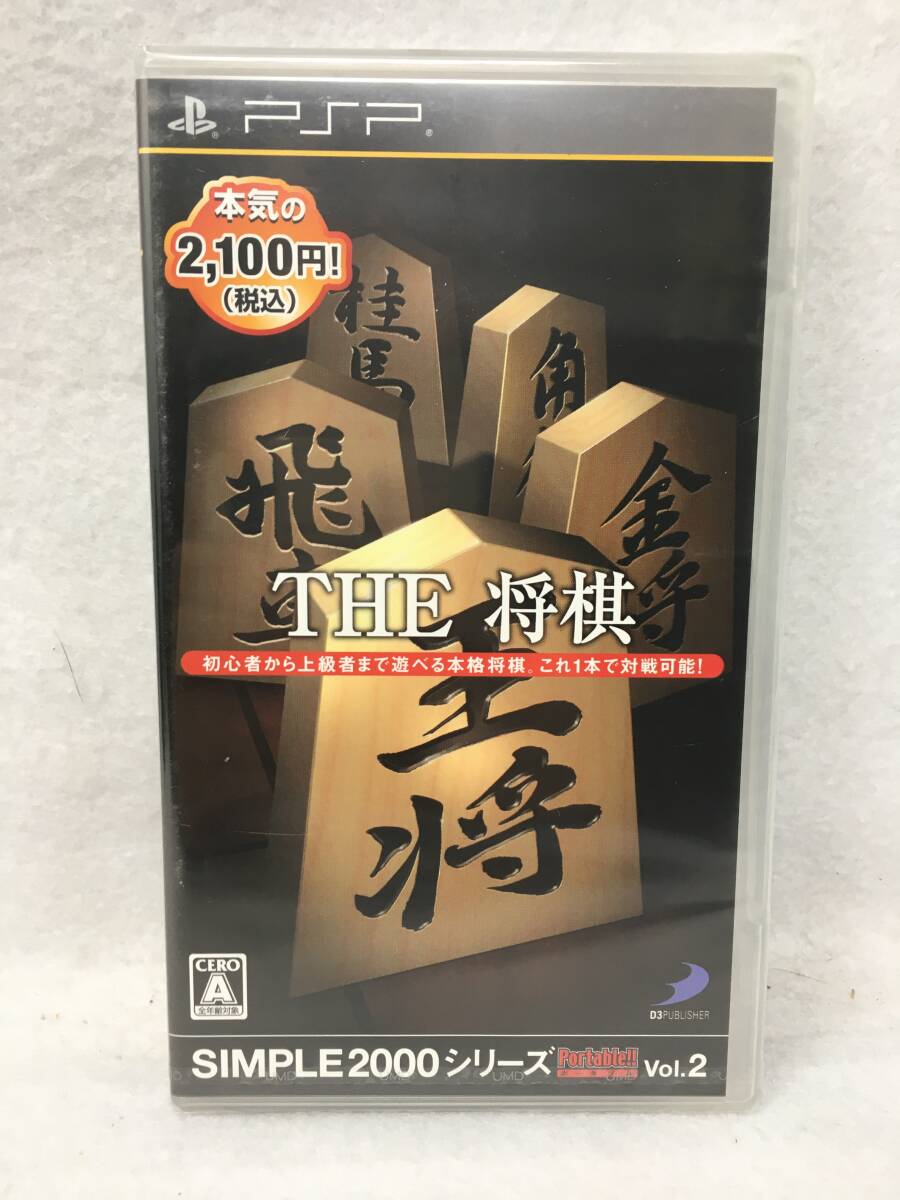 PSP
本気の
2,100円!
(税込)
桂馬
角
飛車
金将
THE 将棋
初心者から上級者まで遊べる本格将棋。これ1本で対戦可能!
王将
CERO
A
全年齢対象
D3PUBLISHER
SIMPLE2000シリーズ Portable!! Vol.2
UMD UMD UMD